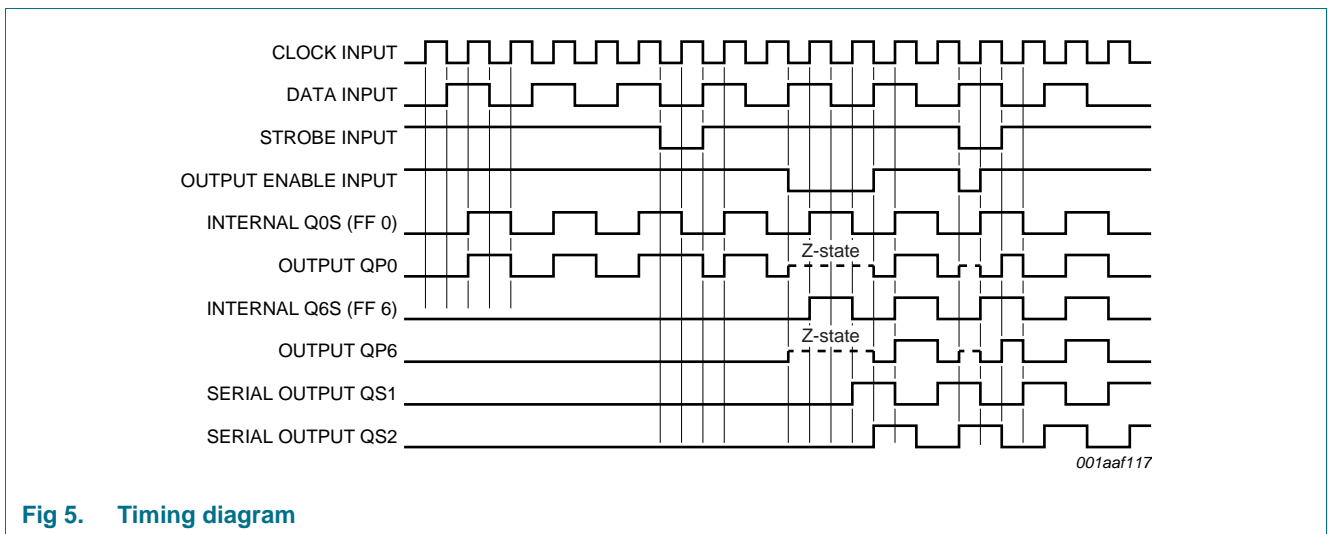 CLOCK INPUT
DATA INPUT
STROBE INPUT
OUTPUT ENABLE INPUT
INTERNAL Q0S (FF 0)
Z-state
OUTPUT QP0
INTERNAL Q6S (FF 6)
Z-state
OUTPUT QP6
SERIAL OUTPUT QS1
SERIAL OUTPUT QS2
001aaf117
Fig 5. Timing diagram